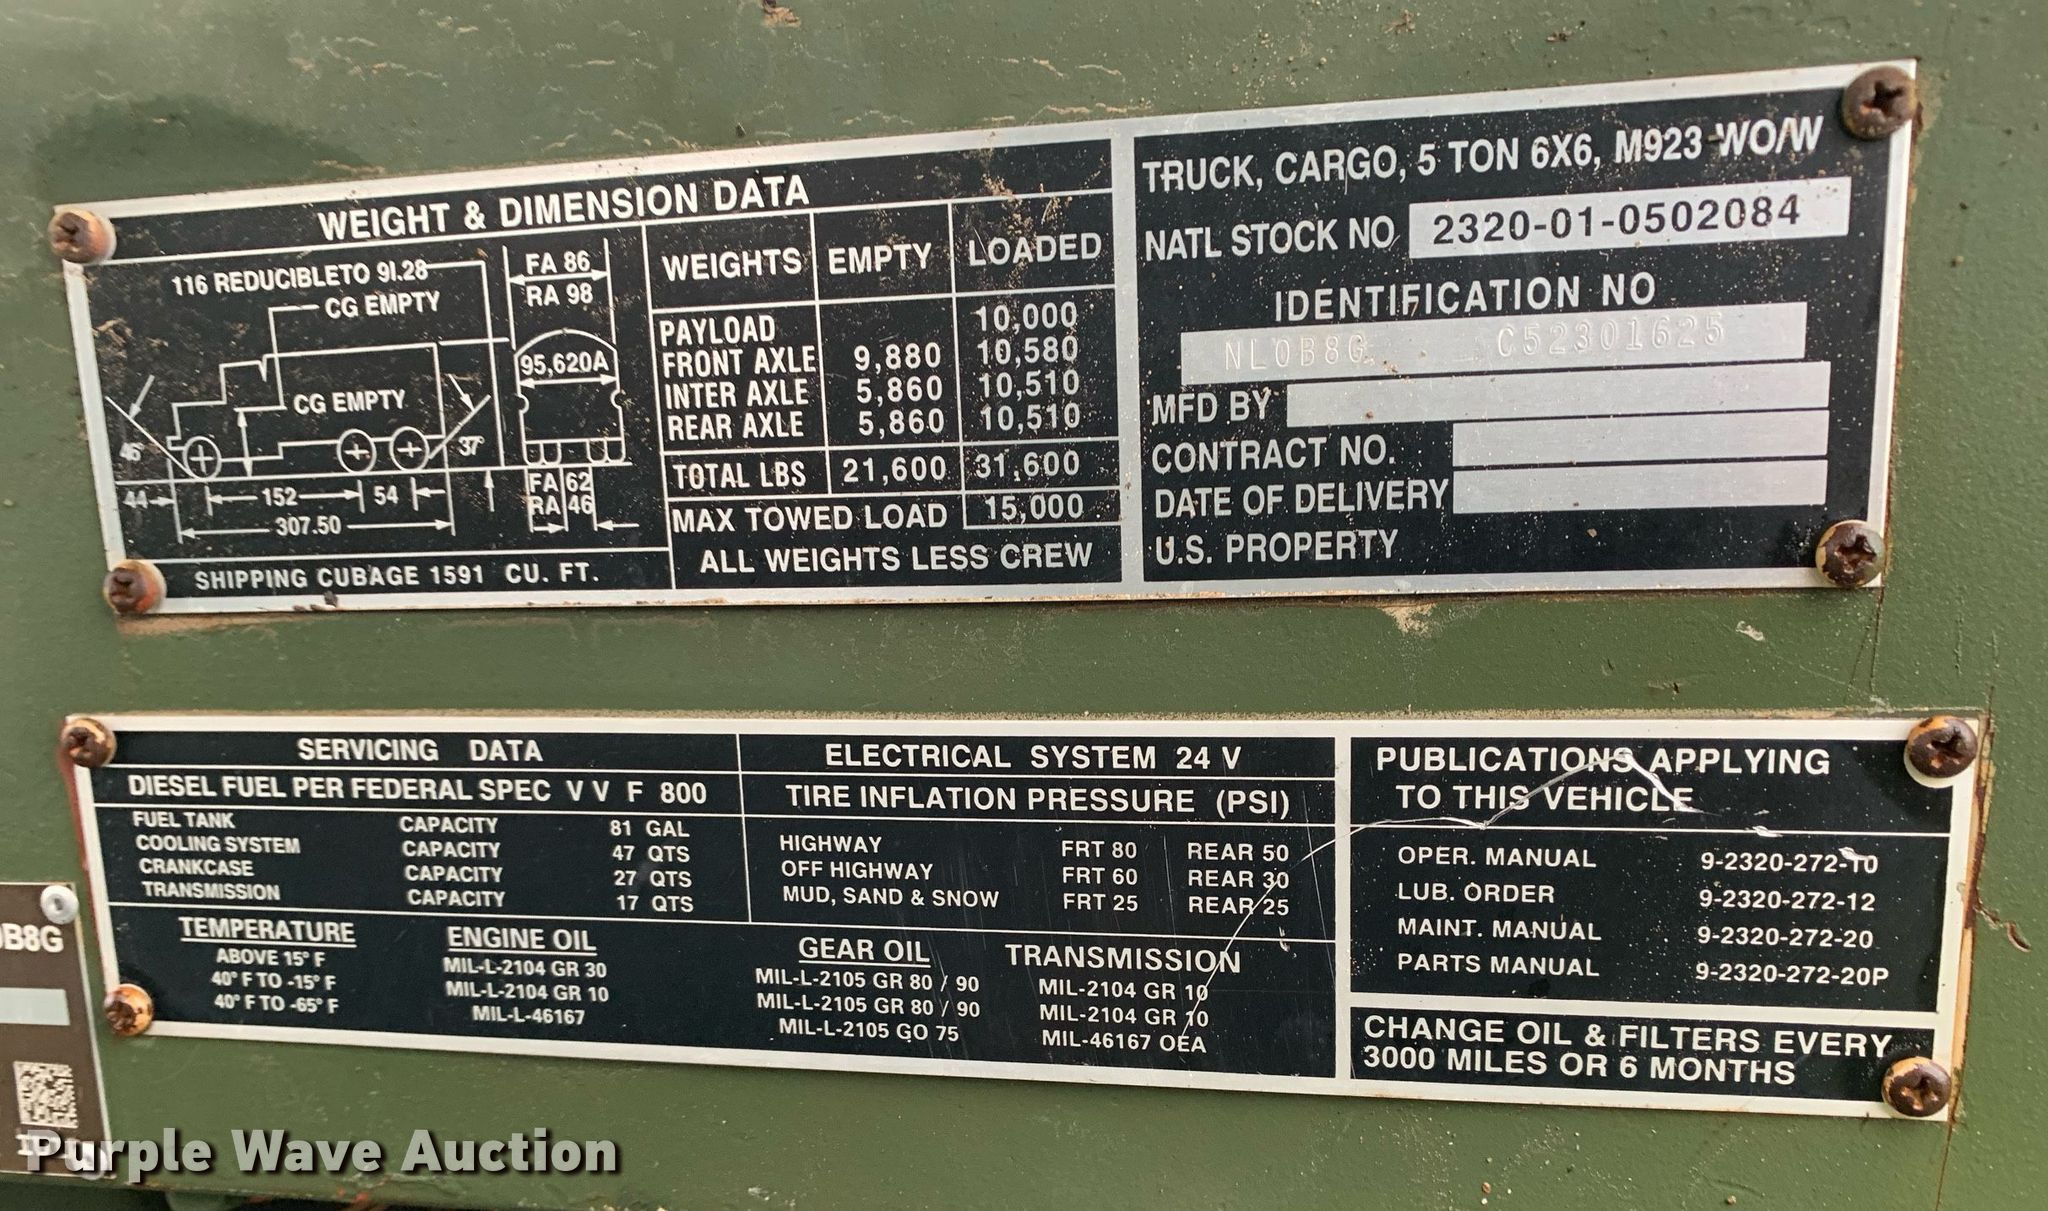 WEIGHT & DIMENSION DATA
116 REDUCIBLETO 91.28
CG EMPTY
FA 86
RA 98
95,620A
CG EMPTY
46°
37°
44
152
54
307.50
FA 62
RA 46
SHIPPING CUBAGE 1591 CU. FT.
WEIGHTS EMPTY LOADED
PAYLOAD 10,000
FRONT AXLE 9,880 10,580
INTER AXLE 5,860 10,510
REAR AXLE 5,860 10,510
TOTAL LBS 21,600 31,600
MAX TOWED LOAD 15,000
ALL WEIGHTS LESS CREW
TRUCK, CARGO, 5 TON 6X6, M923 WO/W
NATL STOCK NO 2320-01-0502084
IDENTIFICATION NO
NL0B8G C52301625
MFD BY
CONTRACT NO.
DATE OF DELIVERY
U.S. PROPERTY
SERVICING DATA
DIESEL FUEL PER FEDERAL SPEC V V F 800
FUEL TANK CAPACITY 81 GAL
COOLING SYSTEM CAPACITY 47 QTS
CRANKCASE CAPACITY 27 QTS
TRANSMISSION CAPACITY 17 QTS
ELECTRICAL SYSTEM 24 V
TIRE INFLATION PRESSURE (PSI)
HIGHWAY FRT 80 REAR 50
OFF HIGHWAY FRT 60 REAR 30
MUD, SAND & SNOW FRT 25 REAR 25
TEMPERATURE ENGINE OIL GEAR OIL TRANSMISSION
ABOVE 15° F MIL-L-2104 GR 30 MIL-L-2105 GR 80 / 90 MIL-2104 GR 10
40° F TO -15° F MIL-L-2104 GR 10 MIL-L-2105 GR 80 / 90 MIL-2104 GR 10
40° F TO -65° F MIL-L-46167 MIL-L-2105 GO 75 MIL-46167 OEA
PUBLICATIONS APPLYING
TO THIS VEHICLE
OPER. MANUAL 9-2320-272-10
LUB. ORDER 9-2320-272-12
MAINT. MANUAL 9-2320-272-20
PARTS MANUAL 9-2320-272-20P
CHANGE OIL & FILTERS EVERY
3000 MILES OR 6 MONTHS
0B8G
Purple Wave Auction